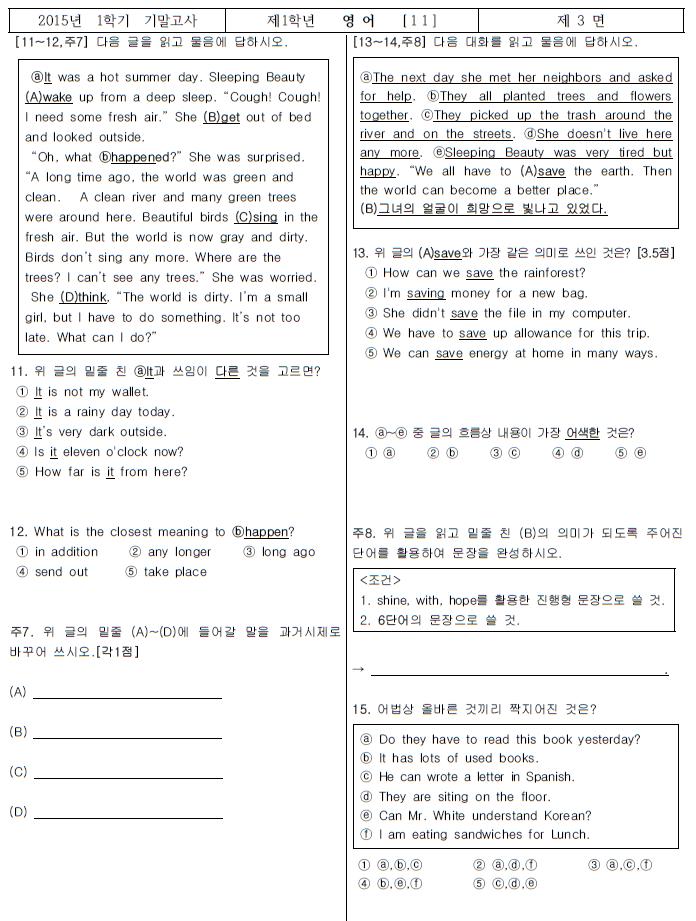 2015년 1학기 기말고사 제1학년 영 어 [11] 제 3 면
[11~12,주7] 다음 글을 읽고 물음에 답하시오.
ⓐIt was a hot summer day. Sleeping Beauty
(A)wake up from a deep sleep. “Cough! Cough!
I need some fresh air.” She (B)get out of bed
and looked outside.
“Oh, what ⓑhappened?” She was surprised.
“A long time ago, the world was green and
clean. A clean river and many green trees
were around here. Beautiful birds (C)sing in the
fresh air. But the world is now gray and dirty.
Birds don’t sing any more. Where are the
trees? I can’t see any trees.” She was worried.
She (D)think, “The world is dirty. I’m a small
girl, but I have to do something. It’s not too
late. What can I do?”
11. 위 글의 밑줄 친 ⓐIt과 쓰임이 다른 것을 고르면?
① It is not my wallet.
② It is a rainy day today.
③ It’s very dark outside.
④ Is it eleven o’clock now?
⑤ How far is it from here?
12. What is the closest meaning to ⓑhappen?
① in addition ② any longer ③ long ago
④ send out ⑤ take place
주7. 위 글의 밑줄 (A)~(D)에 들어갈 말을 과거시제로
바꾸어 쓰시오.[각1점]
(A)
(B)
(C)
(D)
[13~14,주8] 다음 대화를 읽고 물음에 답하시오.
ⓐThe next day she met her neighbors and asked
for help. ⓑThey all planted trees and flowers
together. ⓒThey picked up the trash around the
river and on the streets. ⓓShe doesn’t live here
any more. ⓔSleeping Beauty was very tired but
happy. “We all have to (A)save the earth. Then
the world can become a better place.”
(B)그녀의 얼굴이 희망으로 빛나고 있었다.
13. 위 글의 (A)save와 가장 같은 의미로 쓰인 것은? [3.5점]
① How can we save the rainforest?
② I’m saving money for a new bag.
③ She didn’t save the file in my computer.
④ We have to save up allowance for this trip.
⑤ We can save energy at home in many ways.
14. ⓐ~ⓔ 중 글의 흐름상 내용이 가장 어색한 것은?
① ⓐ ② ⓑ ③ ⓒ ④ ⓓ ⑤ ⓔ
주8. 위 글을 읽고 밑줄 친 (B)의 의미가 되도록 주어진
단어를 활용하여 문장을 완성하시오.
<조건>
1. shine, with, hope를 활용한 진행형 문장으로 쓸 것.
2. 6단어의 문장으로 쓸 것.
→ .
15. 어법상 올바른 것끼리 짝지어진 것은?
ⓐ Do they have to read this book yesterday?
ⓑ It has lots of used books.
ⓒ He can wrote a letter in Spanish.
ⓓ They are siting on the floor.
ⓔ Can Mr. White understand Korean?
ⓕ I am eating sandwiches for Lunch.
① ⓐ,ⓑ,ⓒ ② ⓐ,ⓓ,ⓕ ③ ⓐ,ⓒ,ⓕ
④ ⓑ,ⓔ,ⓕ ⑤ ⓒ,ⓓ,ⓔ